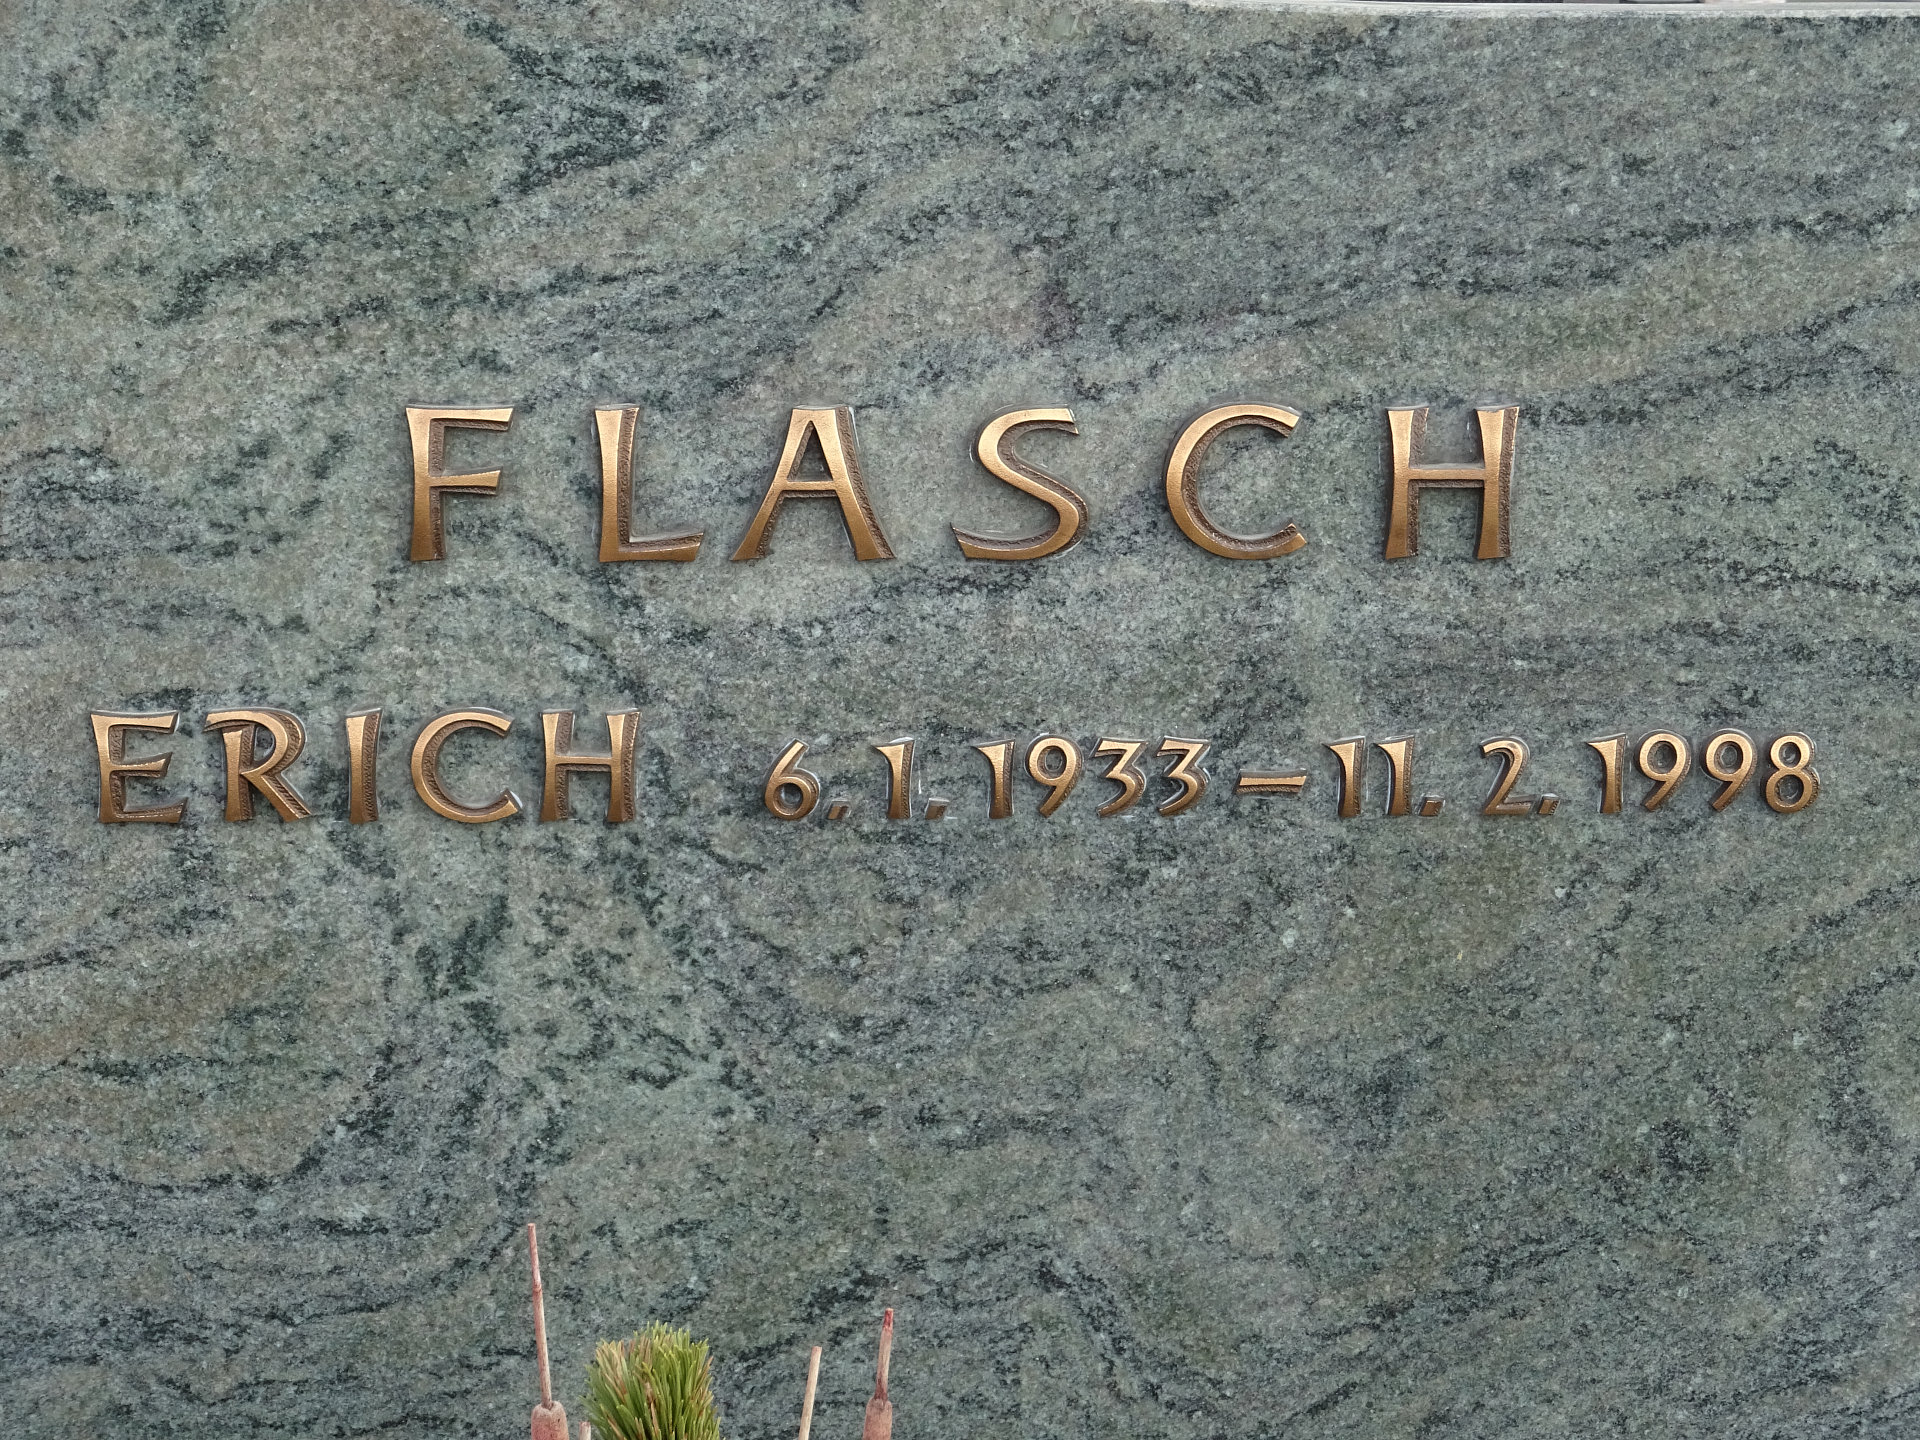 FLASCH
ERICH 6. 1. 1933 – 11. 2. 1998